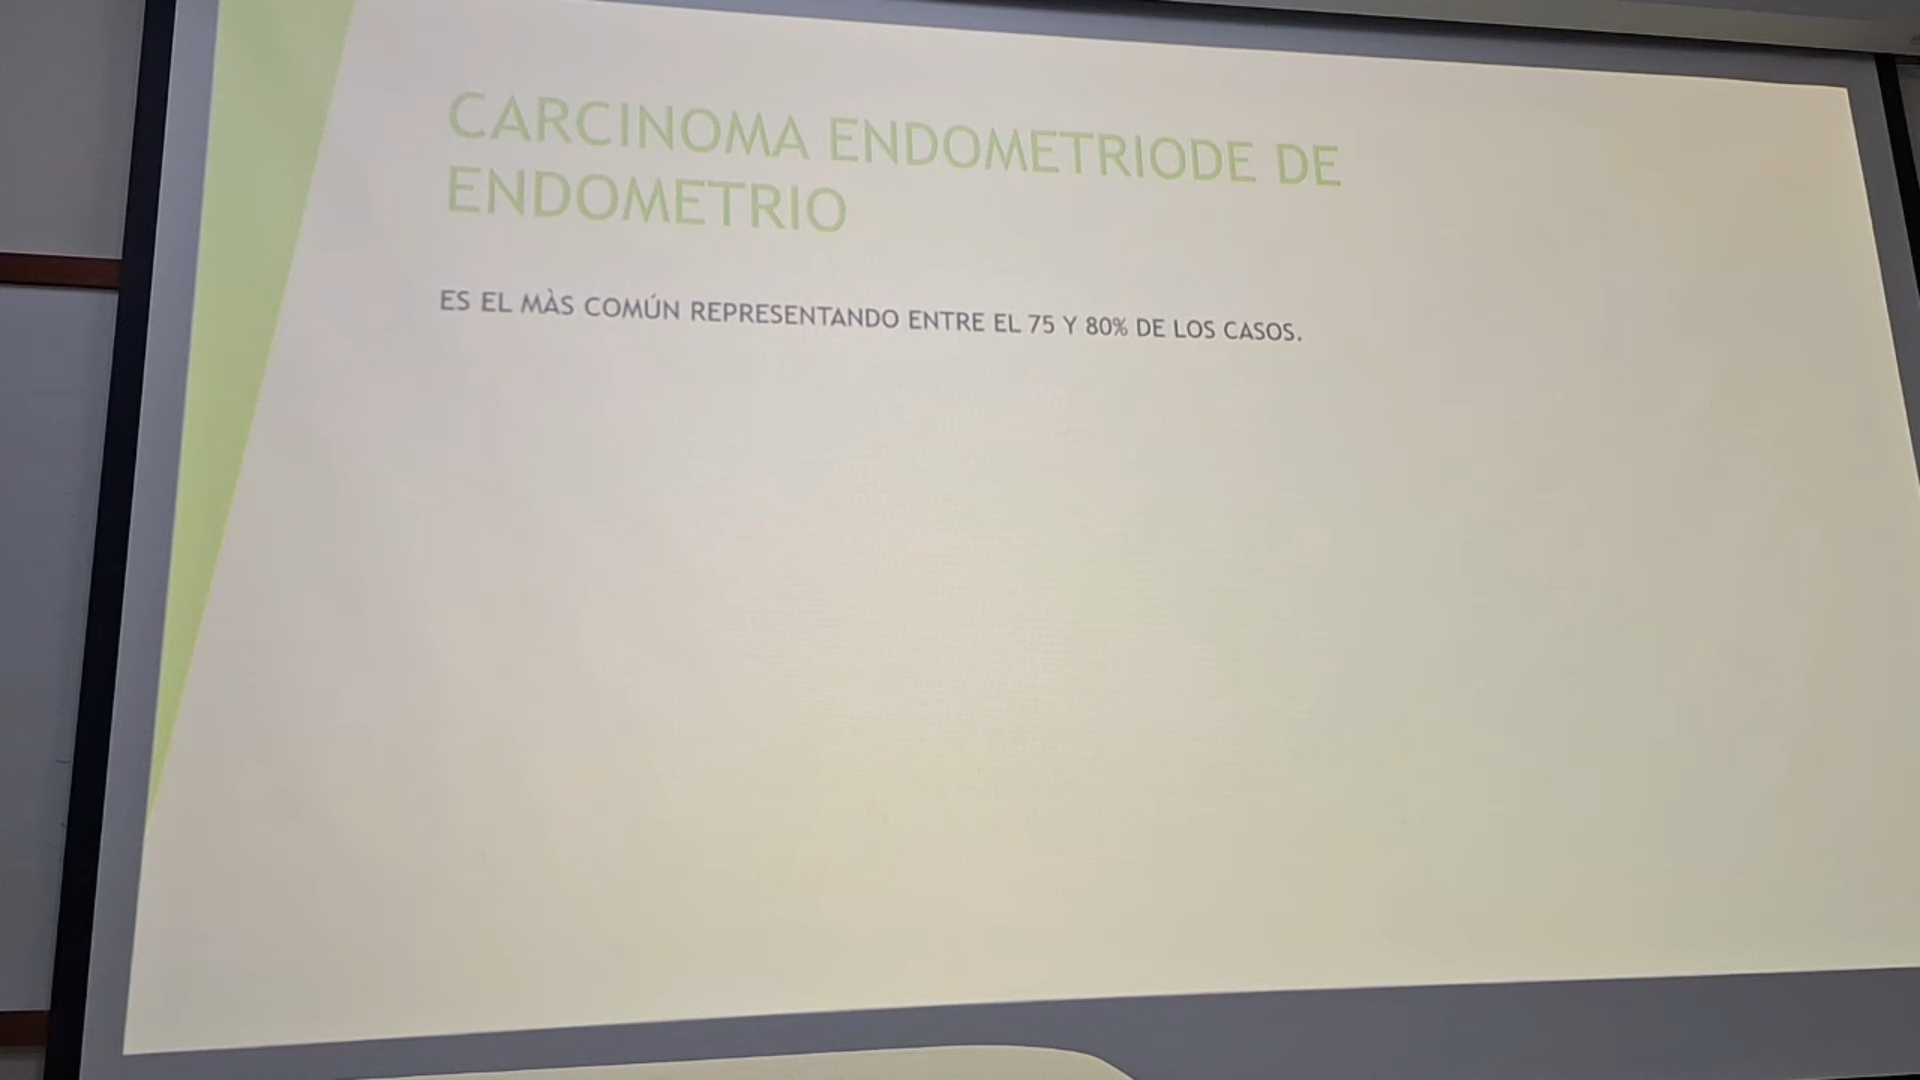 CARCINOMA ENDOMETRIODE DE
ENDOMETRIO
ES EL MÀS COMÚN REPRESENTANDO ENTRE EL 75 Y 80% DE LOS CASOS.